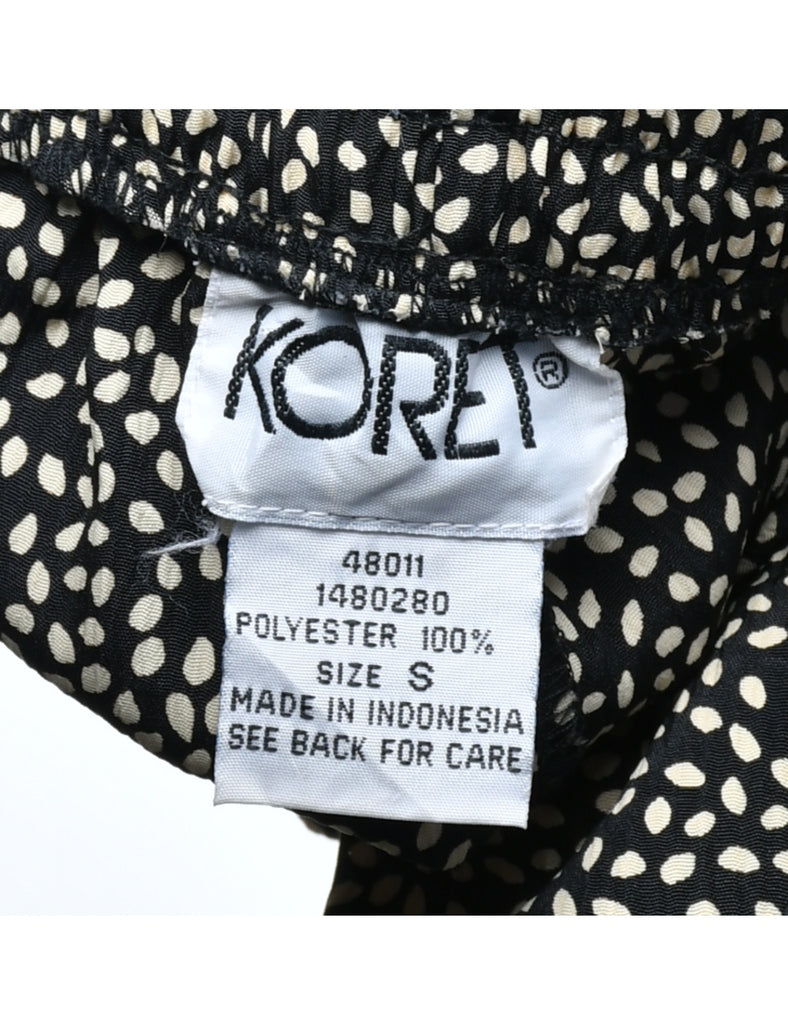 KORET®
48011
1480280
POLYESTER 100%
SIZE S
MADE IN INDONESIA
SEE BACK FOR CARE